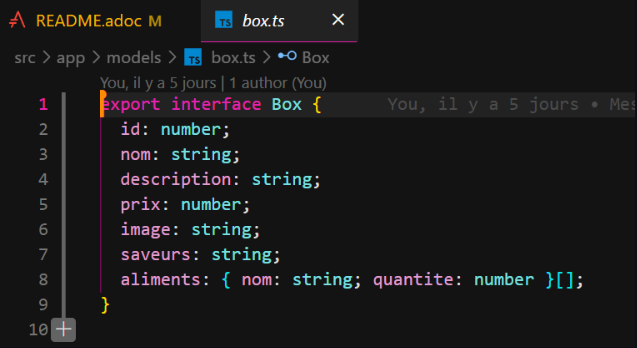 README.adoc M TS box.ts ×
src > app > models > TS box.ts > Box
You, il y a 5 jours | 1 author (You)
1 export interface Box { You, il y a 5 jours • Mes
2 id: number;
3 nom: string;
4 description: string;
5 prix: number;
6 image: string;
7 saveurs: string;
8 aliments: { nom: string; quantite: number }[];
9 }
10